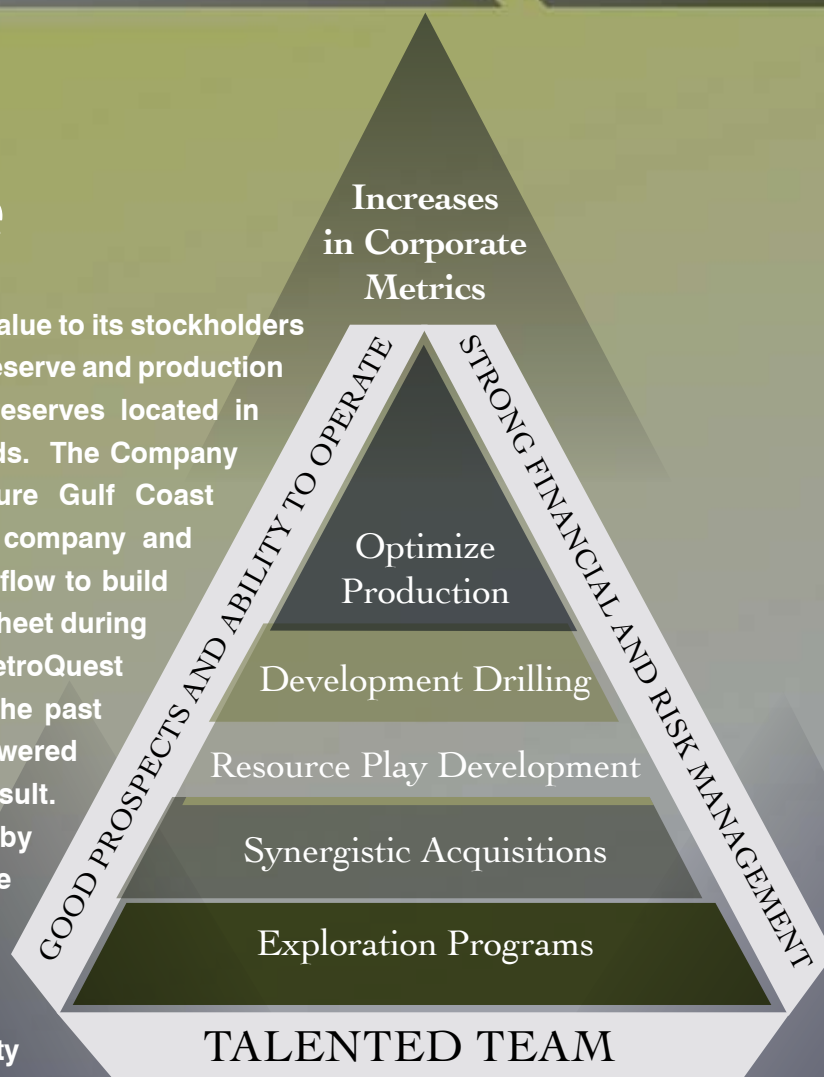 e
alue to its stockholders
eserve and production
eserves located in
ds. The Company
ure Gulf Coast
company and
flow to build
heet during
etroQuest
he past
wered
sult.
by
e
ty
Increases
in Corporate
Metrics
GOOD PROSPECTS AND ABILITY TO OPERATE
STRONG FINANCIAL AND RISK MANAGEMENT
Optimize
Production
Development Drilling
Resource Play Development
Synergistic Acquisitions
Exploration Programs
TALENTED TEAM